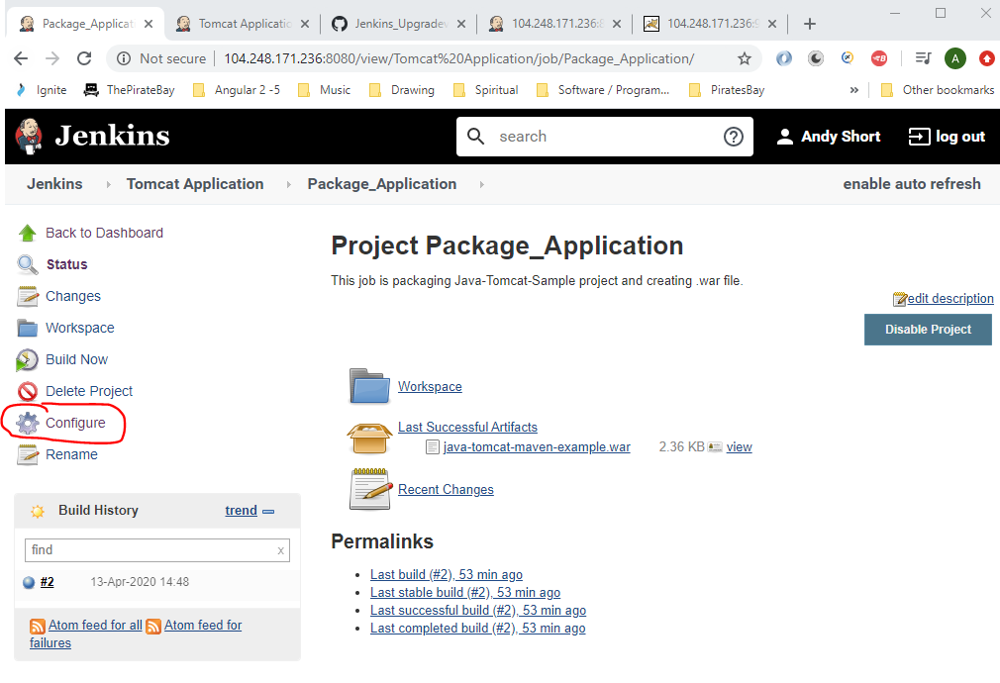 Package_Applicati
Tomcat Applicatio
Jenkins_Upgradev
104.248.171.236:8
104.248.171.236:9
Not secure
104.248.171.236:8080/view/Tomcat%20Application/job/Package_Application/
A
Ignite
ThePirateBay
Angular 2 -5
Music
Drawing
Spiritual
Software / Program...
PiratesBay
»
Other bookmarks
Jenkins
search
Andy Short
log out
Jenkins
Tomcat Application
Package_Application
enable auto refresh
Back to Dashboard
Status
Changes
Workspace
Build Now
Delete Project
Configure
Rename
Project Package_Application
This job is packaging Java-Tomcat-Sample project and creating .war file.
edit description
Disable Project
Workspace
Last Successful Artifacts
java-tomcat-maven-example.war 2.36 KB view
Recent Changes
Build History trend
find x
#2 13-Apr-2020 14:48
Atom feed for all Atom feed for
failures
Permalinks
Last build (#2), 53 min ago
Last stable build (#2), 53 min ago
Last successful build (#2), 53 min ago
Last completed build (#2), 53 min ago